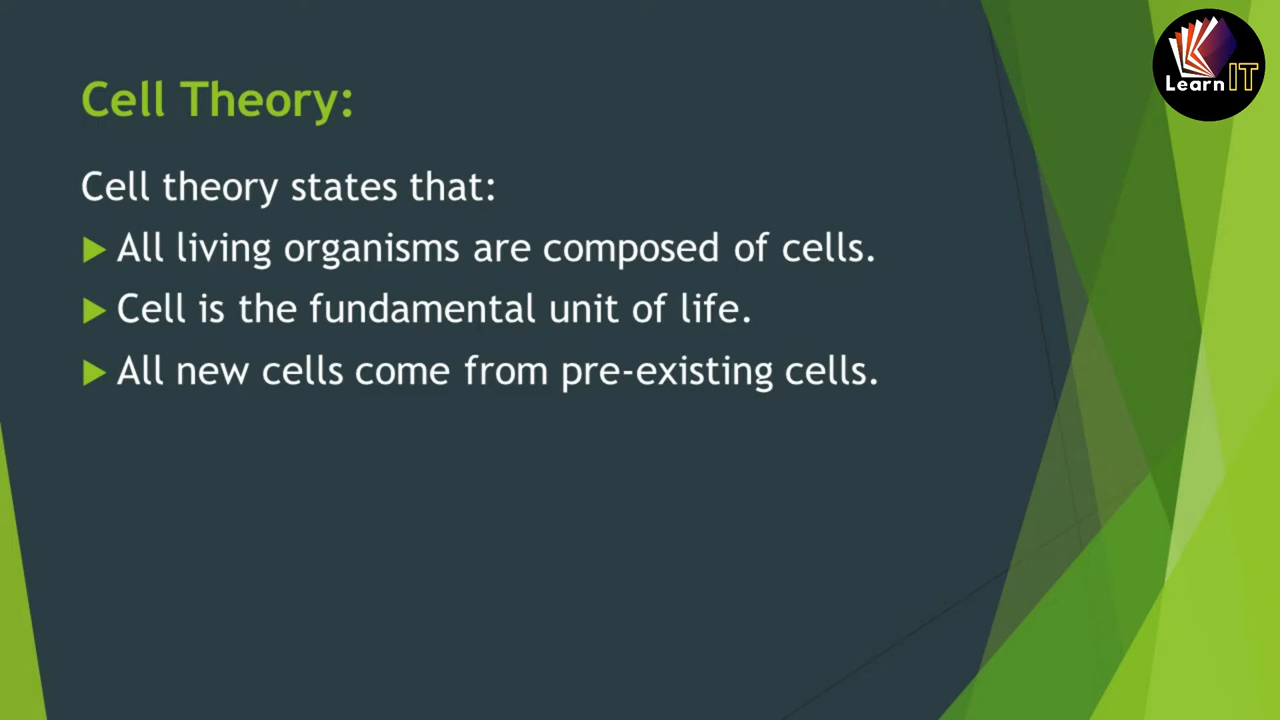 Cell Theory:
Cell theory states that:
All living organisms are composed of cells.
Cell is the fundamental unit of life.
All new cells come from pre-existing cells.
Learn IT